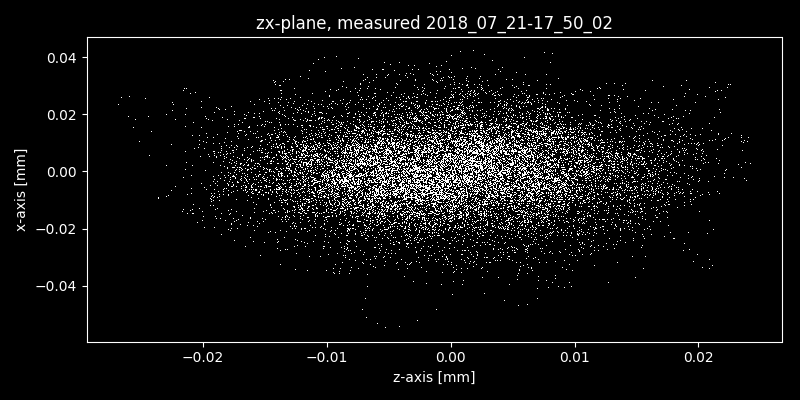 zx-plane, measured 2018_07_21-17_50_02
0.04
0.02
0.00
−0.02
−0.04
x-axis [mm]
−0.02 −0.01 0.00 0.01 0.02
z-axis [mm]